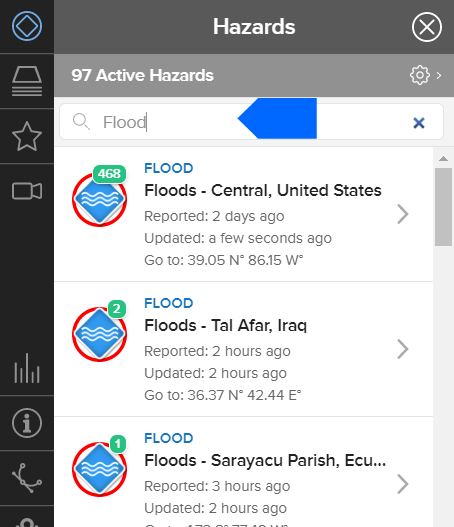 Hazards
97 Active Hazards
Flood
468
FLOOD
Floods - Central, United States
Reported: 2 days ago
Updated: a few seconds ago
Go to: 39.05 N° 86.15 W°
2
FLOOD
Floods - Tal Afar, Iraq
Reported: 2 hours ago
Updated: 2 hours ago
Go to: 36.37 N° 42.44 E°
1
FLOOD
Floods - Sarayacu Parish, Ecu...
Reported: 3 hours ago
Updated: 2 hours ago